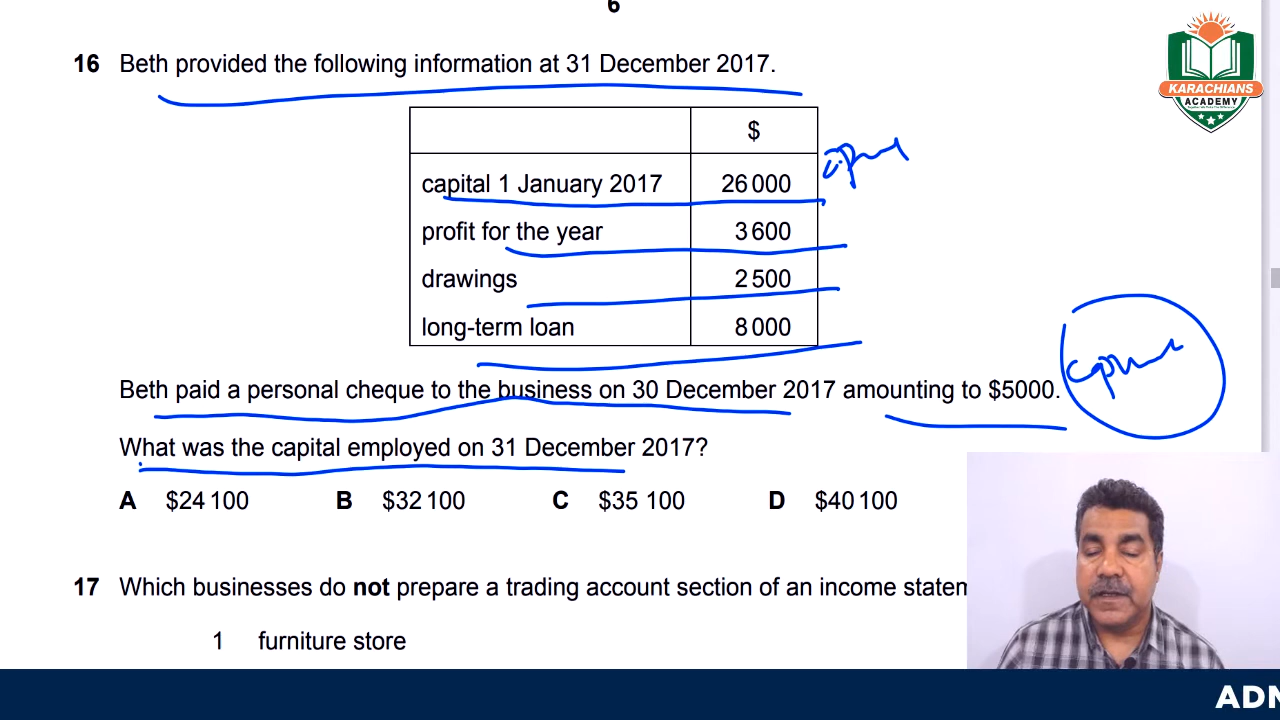 6
16 Beth provided the following information at 31 December 2017.
$
capital 1 January 2017 26 000
profit for the year 3 600
drawings 2 500
long-term loan 8 000
Beth paid a personal cheque to the business on 30 December 2017 amounting to $5000.
What was the capital employed on 31 December 2017?
A $24 100 B $32 100 C $35 100 D $40 100
17 Which businesses do not prepare a trading account section of an income statem
1 furniture store
KARACHIANS
ACADEMY
ADM